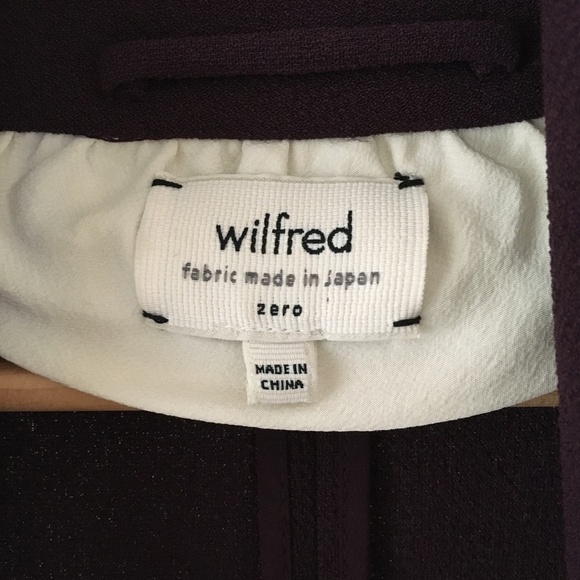 wilfred
fabric made in Japan
zero
MADE IN
CHINA